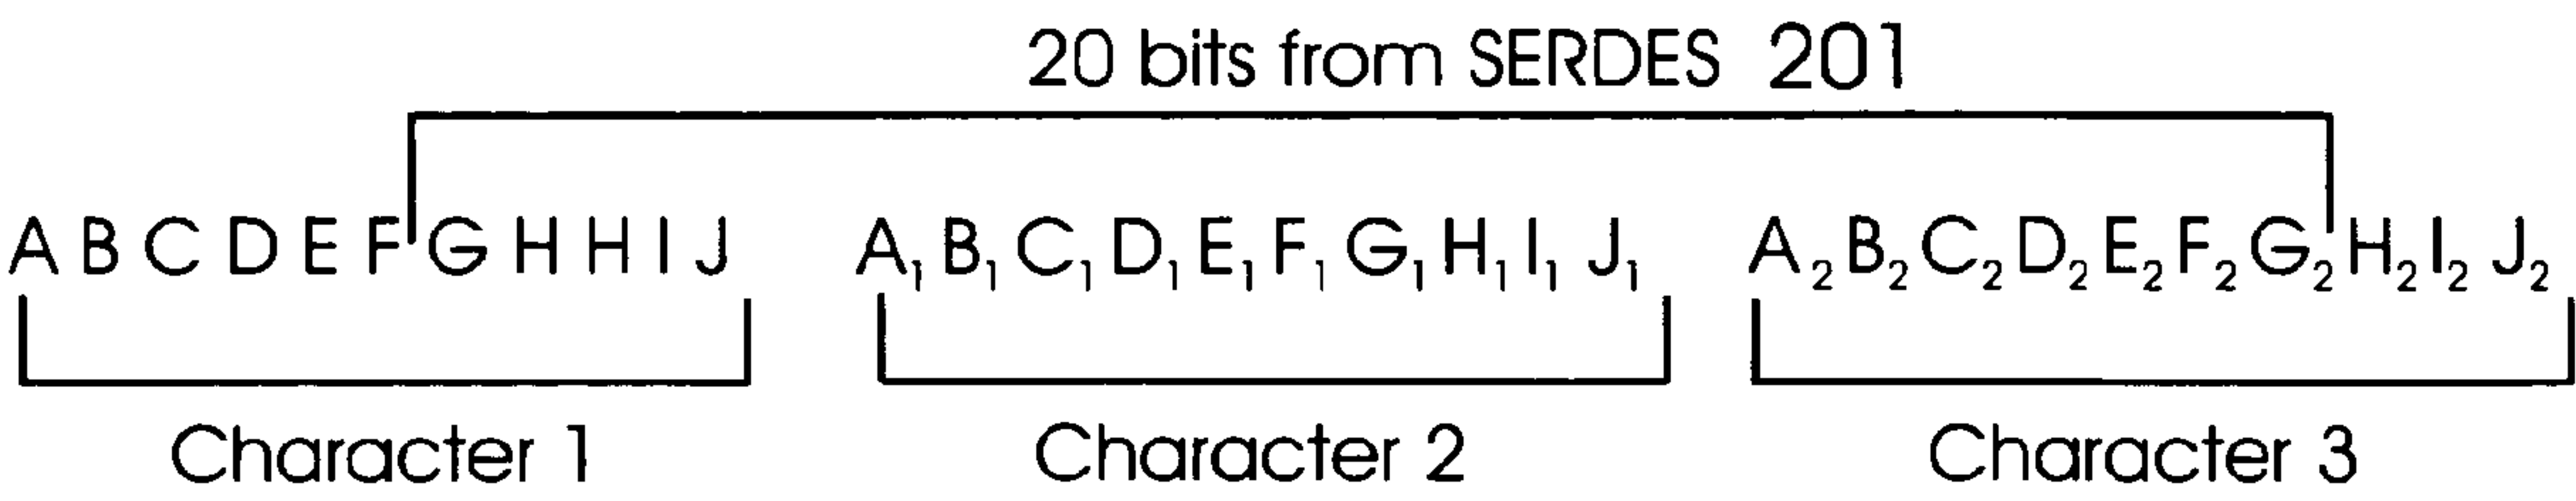 20 bits from SERDES 201
A B C D E F G H H I J A₁ B₁ C₁ D₁ E₁ F₁ G₁ H₁ I₁ J₁ A₂ B₂ C₂ D₂ E₂ F₂ G₂ H₂ I₂ J₂
Character 1 Character 2 Character 3